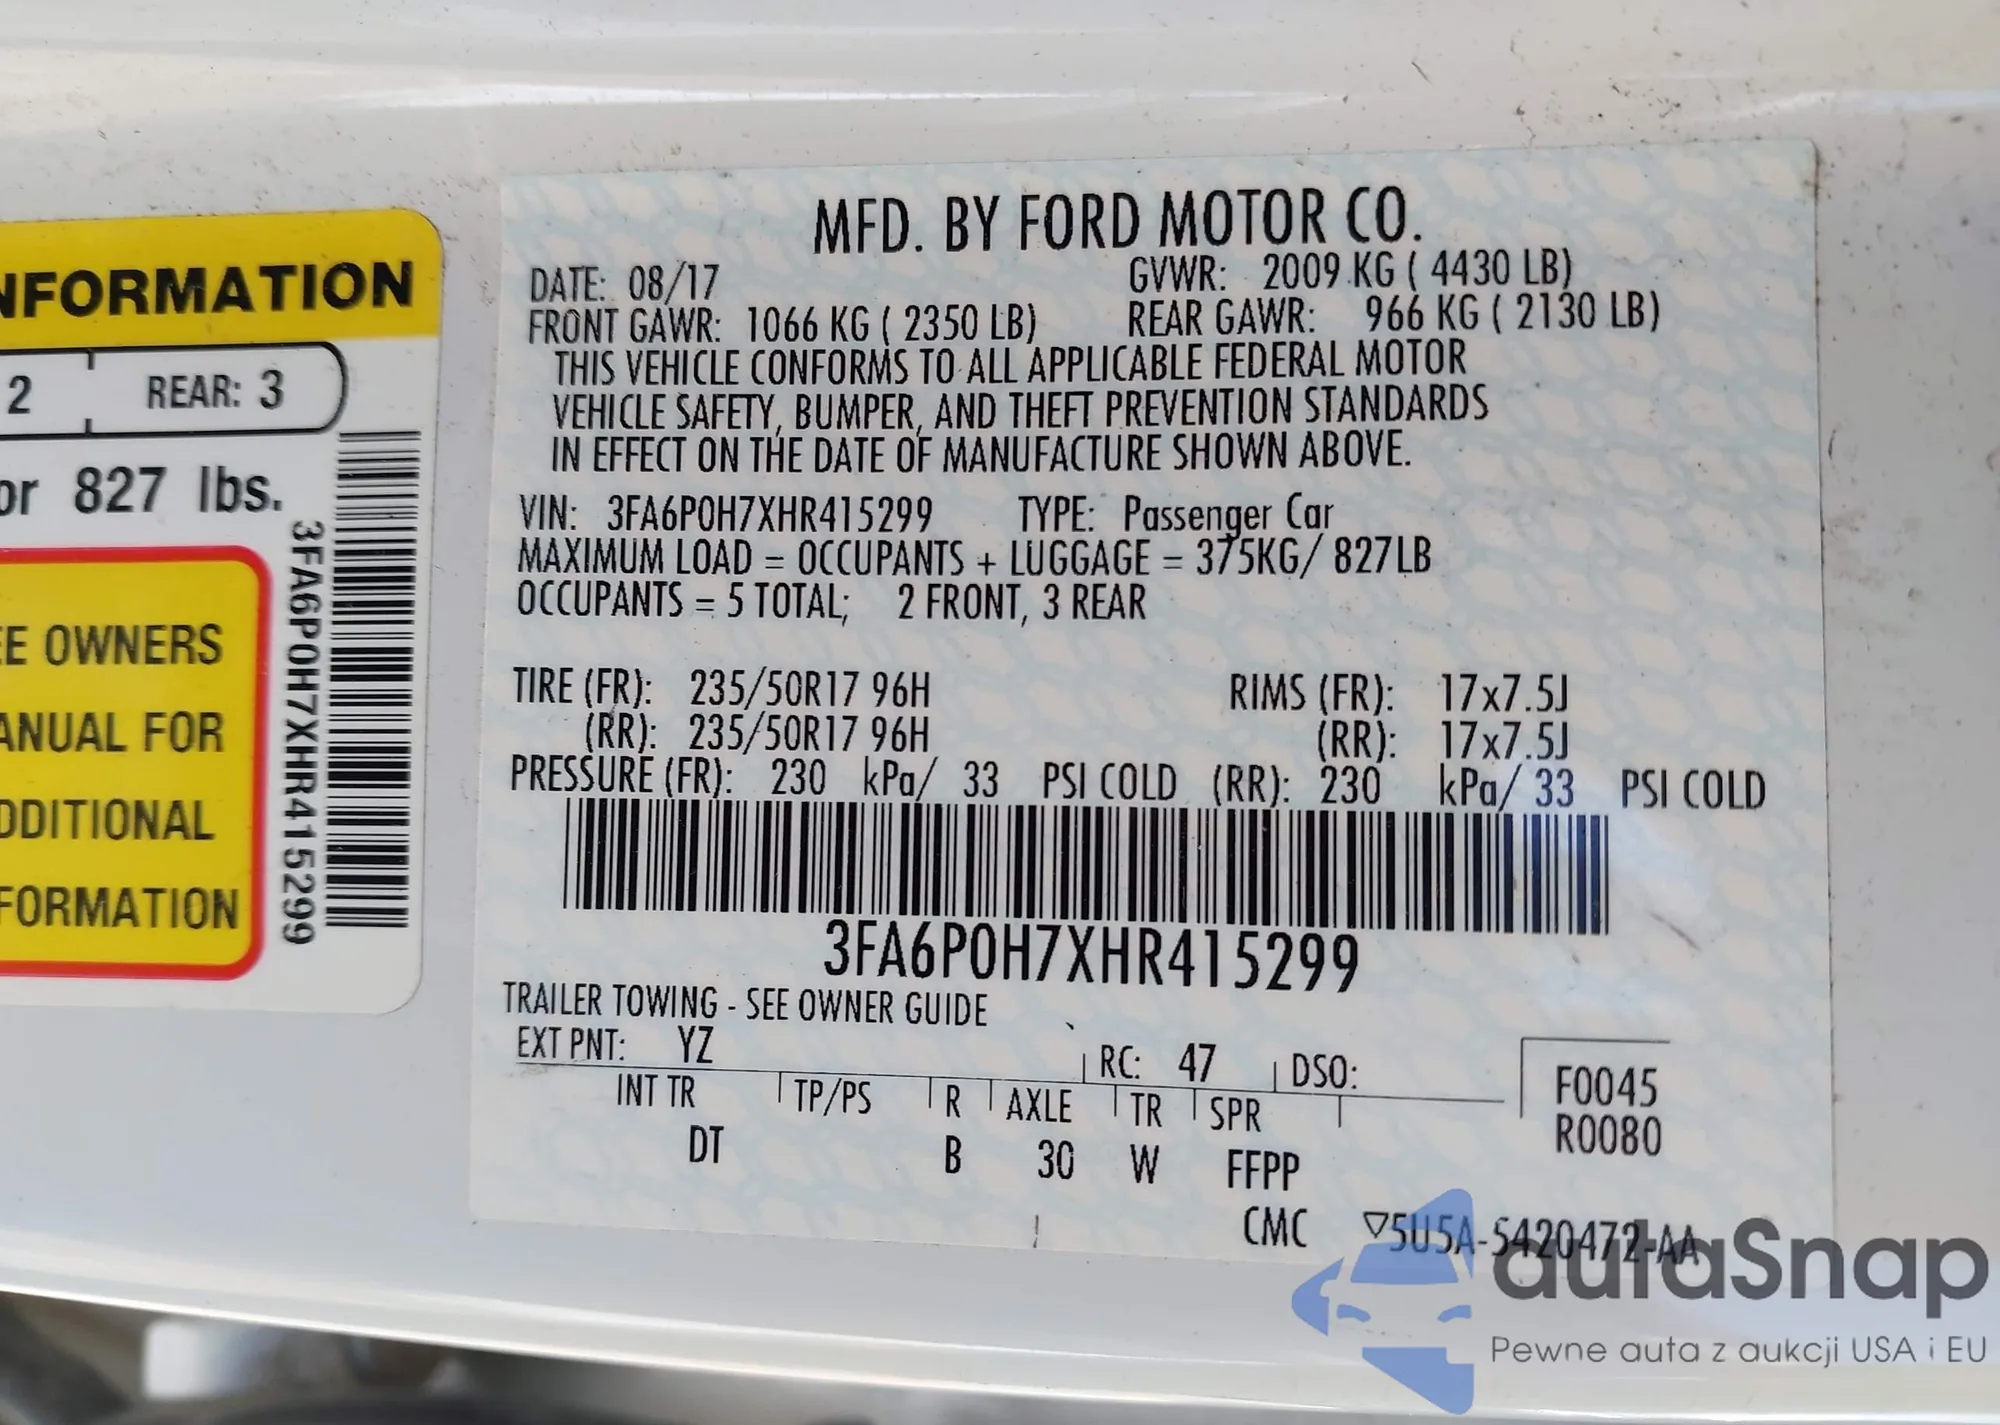 NFORMATION
2 REAR: 3
or 827 lbs.
EE OWNERS
ANUAL FOR
DDITIONAL
FORMATION
3FA6P0H7XHR415299
MFD. BY FORD MOTOR CO.
DATE: 08/17 GVWR: 2009 KG ( 4430 LB)
FRONT GAWR: 1066 KG ( 2350 LB) REAR GAWR: 966 KG ( 2130 LB)
THIS VEHICLE CONFORMS TO ALL APPLICABLE FEDERAL MOTOR
VEHICLE SAFETY, BUMPER, AND THEFT PREVENTION STANDARDS
IN EFFECT ON THE DATE OF MANUFACTURE SHOWN ABOVE.
VIN: 3FA6P0H7XHR415299 TYPE: Passenger Car
MAXIMUM LOAD = OCCUPANTS + LUGGAGE = 375KG/ 827LB
OCCUPANTS = 5 TOTAL; 2 FRONT, 3 REAR
TIRE (FR): 235/50R17 96H RIMS (FR): 17x7.5J
(RR): 235/50R17 96H (RR): 17x7.5J
PRESSURE (FR): 230 kPa/ 33 PSI COLD (RR): 230 kPa/ 33 PSI COLD
3FA6P0H7XHR415299
TRAILER TOWING - SEE OWNER GUIDE
EXT PNT: YZ RC: 47 DSO:
INT TR TP/PS R AXLE TR SPR F0045
DT B 30 W FFPP R0080
CMC ▽5U5A-5420472-AA
autaSnap
Pewne auta z aukcji USA i EU